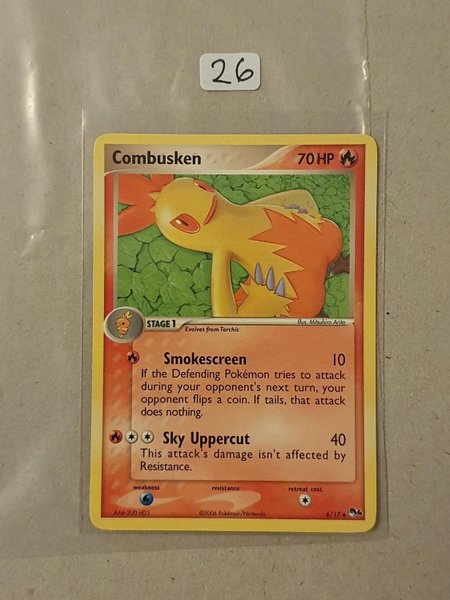 26
Combusken 70 HP
Illus. Mitsuhiro Arita
STAGE 1
Evolves from Torchic
Smokescreen 10
If the Defending Pokémon tries to attack
during your opponent's next turn, your
opponent flips a coin. If tails, that attack
does nothing.
Sky Uppercut 40
This attack's damage isn't affected by
Resistance.
weakness resistance retreat cost
©2006 Pokémon/Nintendo 6/17